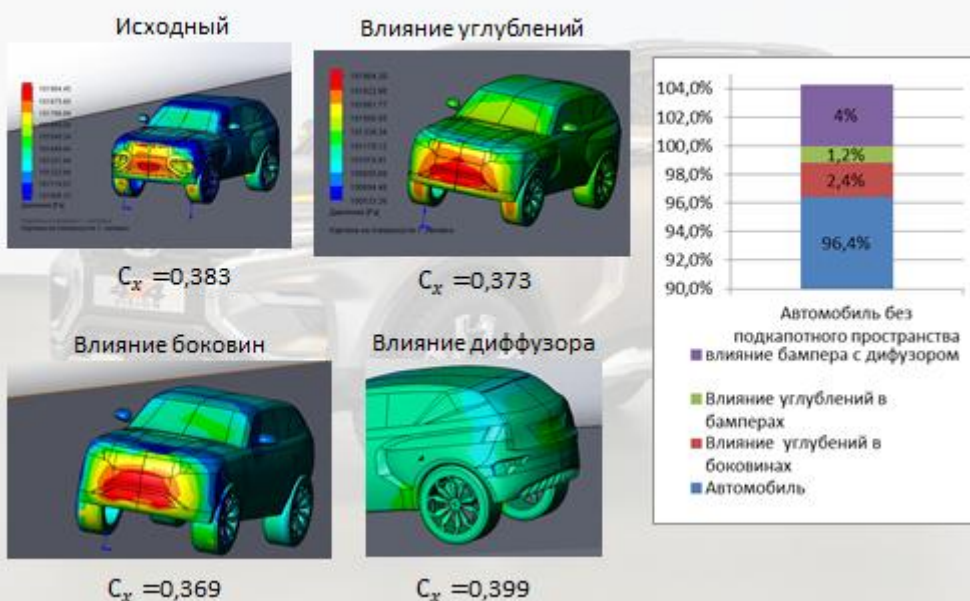 Исходный
Влияние углублений
C𝑥 =0,383
C𝑥 =0,373
Влияние боковин
Влияние диффузора
C𝑥 =0,369
C𝑥 =0,399
104,0%
102,0%
100,0%
98,0%
96,0%
94,0%
92,0%
90,0%
4%
1,2%
2,4%
96,4%
Автомобиль без
подкапотного пространства
влияние бампера с дифузором
Влияние углублений в
бамперах
Влияние углубений в
боковинах
Автомобиль